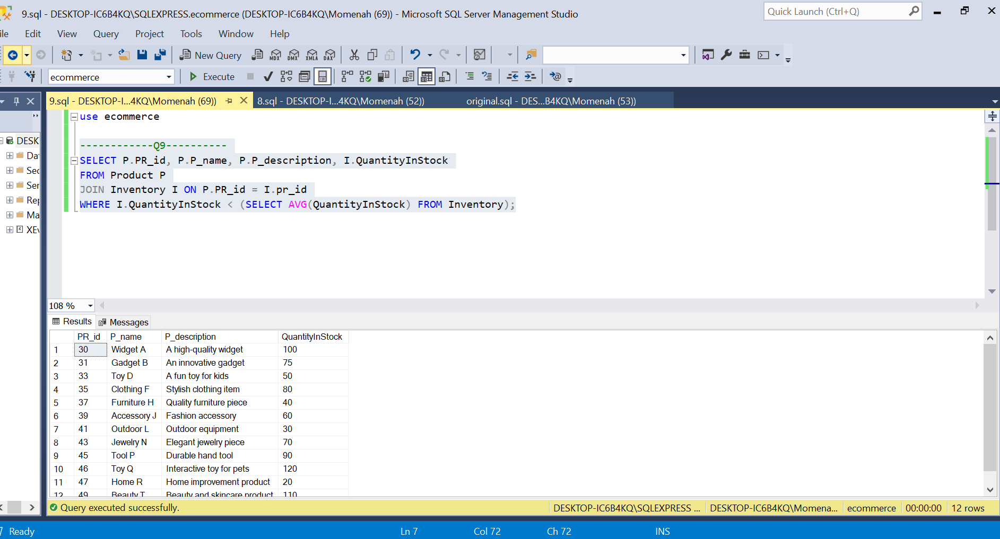 9.sql - DESKTOP-IC6B4KQ\SQLEXPRESS.ecommerce (DESKTOP-IC6B4KQ\Momenah (69)) - Microsoft SQL Server Management Studio
Quick Launch (Ctrl+Q)
ile Edit View Query Project Tools Window Help
New Query MDX DMX XMLA DAX
ecommerce Execute
9.sql - DESKTOP-I...4KQ\Momenah (69)) 8.sql - DESKTOP-I...4KQ\Momenah (52)) original.sql - DES...B4KQ\Momenah (53))
DESK
Da
Sec
Ser
Rep
Ma
XEv
use ecommerce
------------Q9----------
SELECT P.PR_id, P.P_name, P.P_description, I.QuantityInStock
FROM Product P
JOIN Inventory I ON P.PR_id = I.pr_id
WHERE I.QuantityInStock < (SELECT AVG(QuantityInStock) FROM Inventory);
108 %
Results Messages
PR_id P_name P_description QuantityInStock
1 30 Widget A A high-quality widget 100
2 31 Gadget B An innovative gadget 75
3 33 Toy D A fun toy for kids 50
4 35 Clothing F Stylish clothing item 80
5 37 Furniture H Quality furniture piece 40
6 39 Accessory J Fashion accessory 60
7 41 Outdoor L Outdoor equipment 30
8 43 Jewelry N Elegant jewelry piece 70
9 45 Tool P Durable hand tool 90
10 46 Toy Q Interactive toy for pets 120
11 47 Home R Home improvement product 20
12 49 Beauty T Beauty and skincare product 110
Query executed successfully. DESKTOP-IC6B4KQ\SQLEXPRESS ... DESKTOP-IC6B4KQ\Momena... ecommerce 00:00:00 12 rows
Ready Ln 7 Col 72 Ch 72 INS